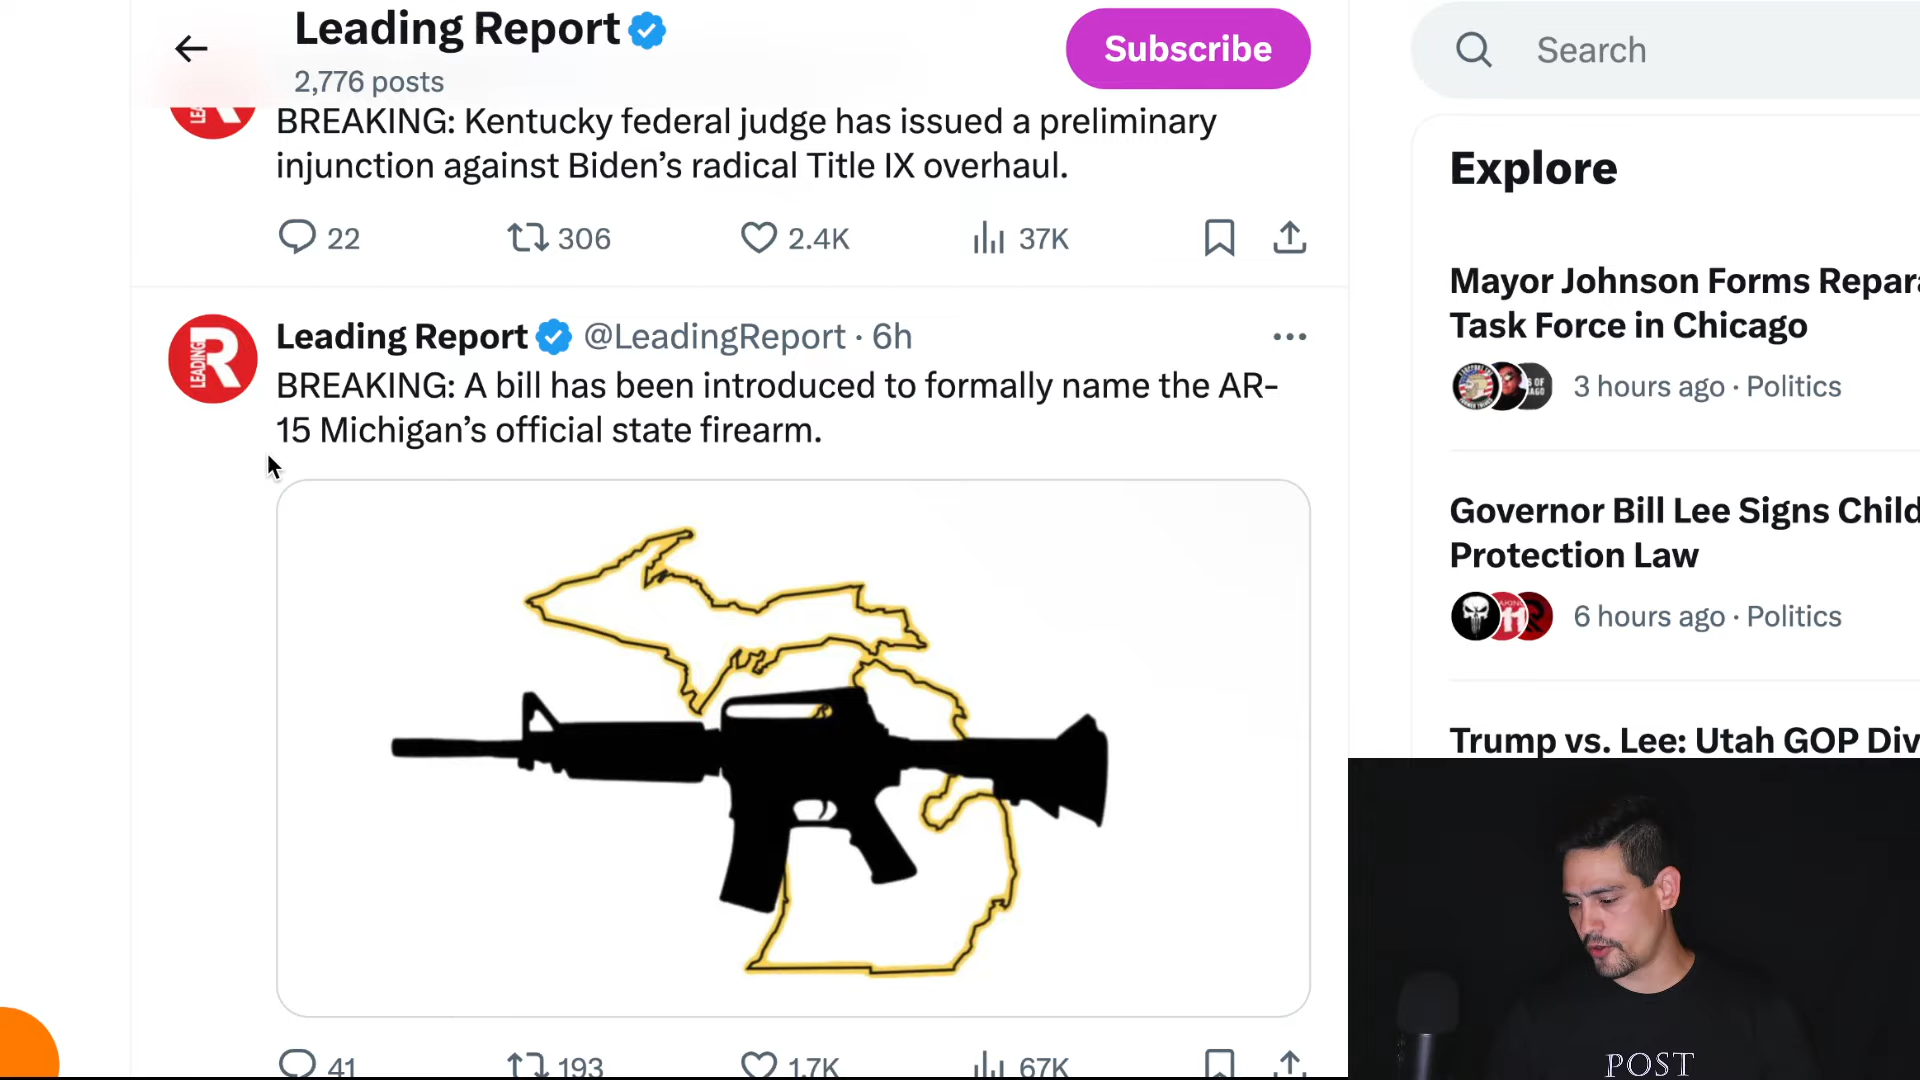 Leading Report
2,776 posts
Subscribe
Search
BREAKING: Kentucky federal judge has issued a preliminary
injunction against Biden’s radical Title IX overhaul.
22 306 2.4K 37K
LEADING R
Leading Report @LeadingReport · 6h
BREAKING: A bill has been introduced to formally name the AR-
15 Michigan’s official state firearm.
41 193 1.7K 67K
Explore
Mayor Johnson Forms Repara
Task Force in Chicago
3 hours ago · Politics
Governor Bill Lee Signs Child
Protection Law
6 hours ago · Politics
Trump vs. Lee: Utah GOP Div
POST